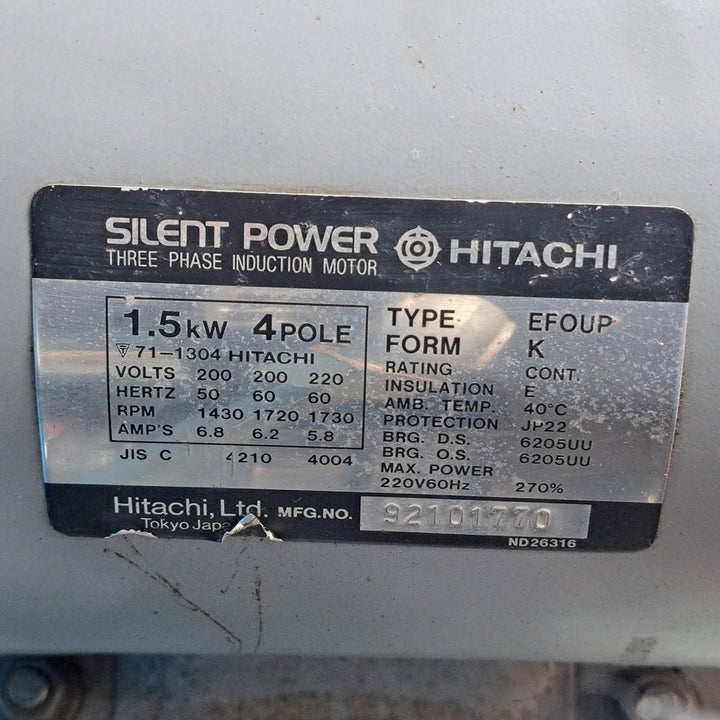 SILENT POWER HITACHI
THREE PHASE INDUCTION MOTOR
1.5kW 4POLE
71-1304 HITACHI
VOLTS 200 200 220
HERTZ 50 60 60
RPM 1430 1720 1730
AMP'S 6.8 6.2 5.8
JIS C 4210 4004
TYPE EFOUP
FORM K
RATING CONT.
INSULATION E
AMB. TEMP. 40°C
PROTECTION JP22
BRG. D.S. 6205UU
BRG. O.S. 6205UU
MAX. POWER
220V60Hz 270%
Hitachi, Ltd. MFG.NO. 92101770
Tokyo Japa
ND26316